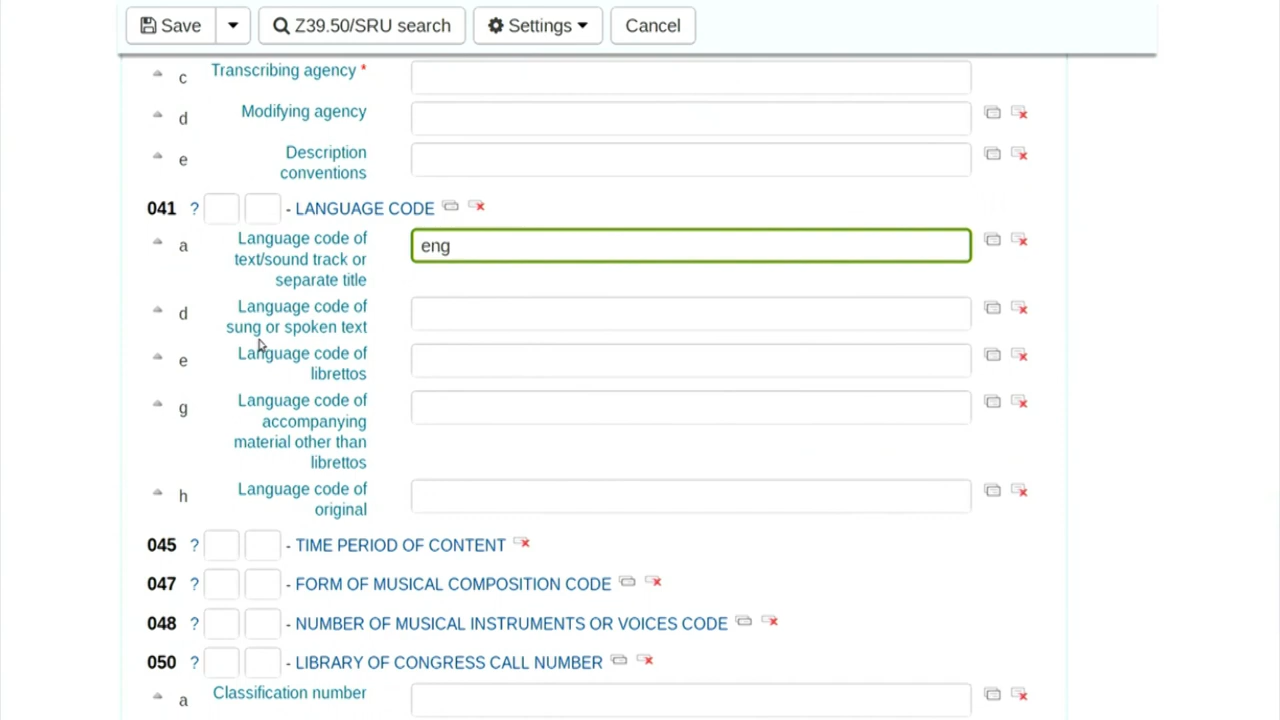 Save Z39.50/SRU search Settings Cancel
c Transcribing agency *
d Modifying agency
e Description
conventions
041 ? - LANGUAGE CODE
a Language code of
text/sound track or
separate title
eng
d Language code of
sung or spoken text
e Language code of
librettos
g Language code of
accompanying
material other than
librettos
h Language code of
original
045 ? - TIME PERIOD OF CONTENT
047 ? - FORM OF MUSICAL COMPOSITION CODE
048 ? - NUMBER OF MUSICAL INSTRUMENTS OR VOICES CODE
050 ? - LIBRARY OF CONGRESS CALL NUMBER
a Classification number